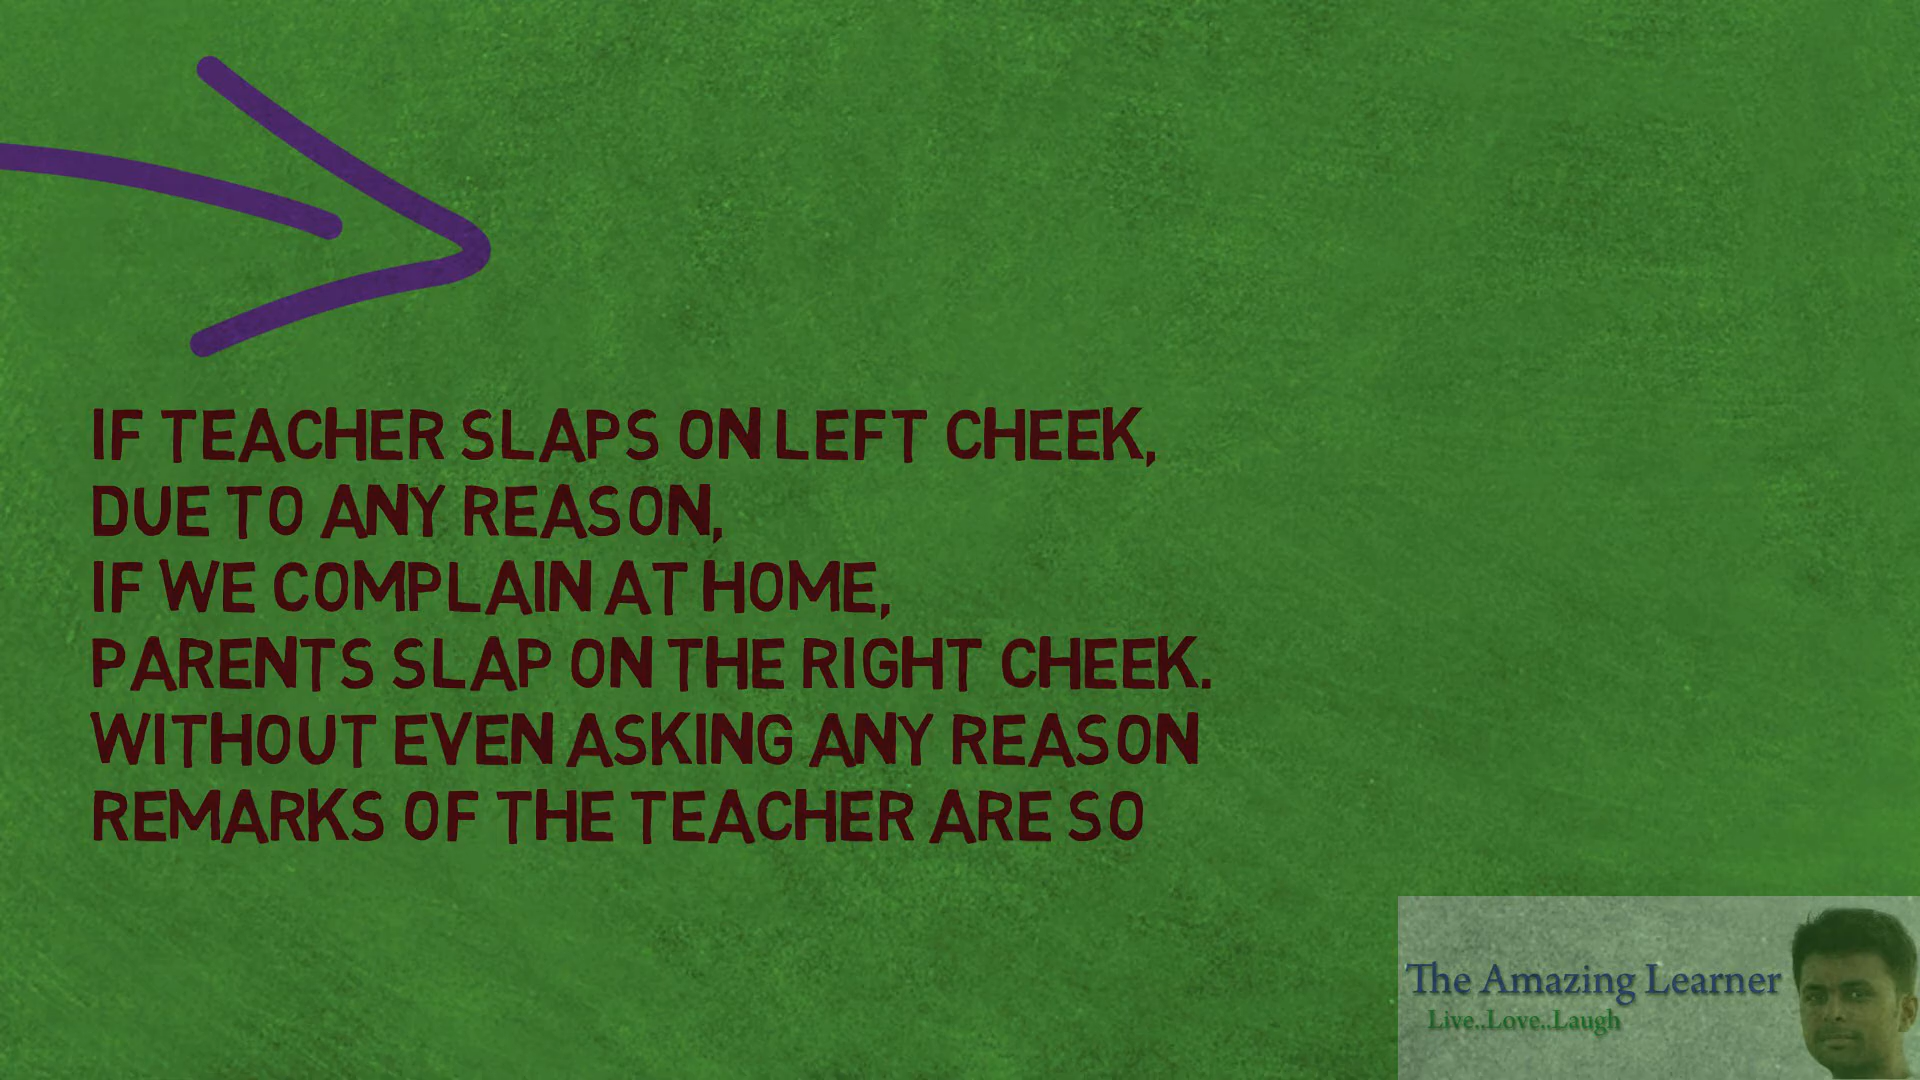 IF TEACHER SLAPS ON LEFT CHEEK,
DUE TO ANY REASON,
IF WE COMPLAIN AT HOME,
PARENTS SLAP ON THE RIGHT CHEEK.
WITHOUT EVEN ASKING ANY REASON
REMARKS OF THE TEACHER ARE SO
The Amazing Learner
Live..Love..Laugh